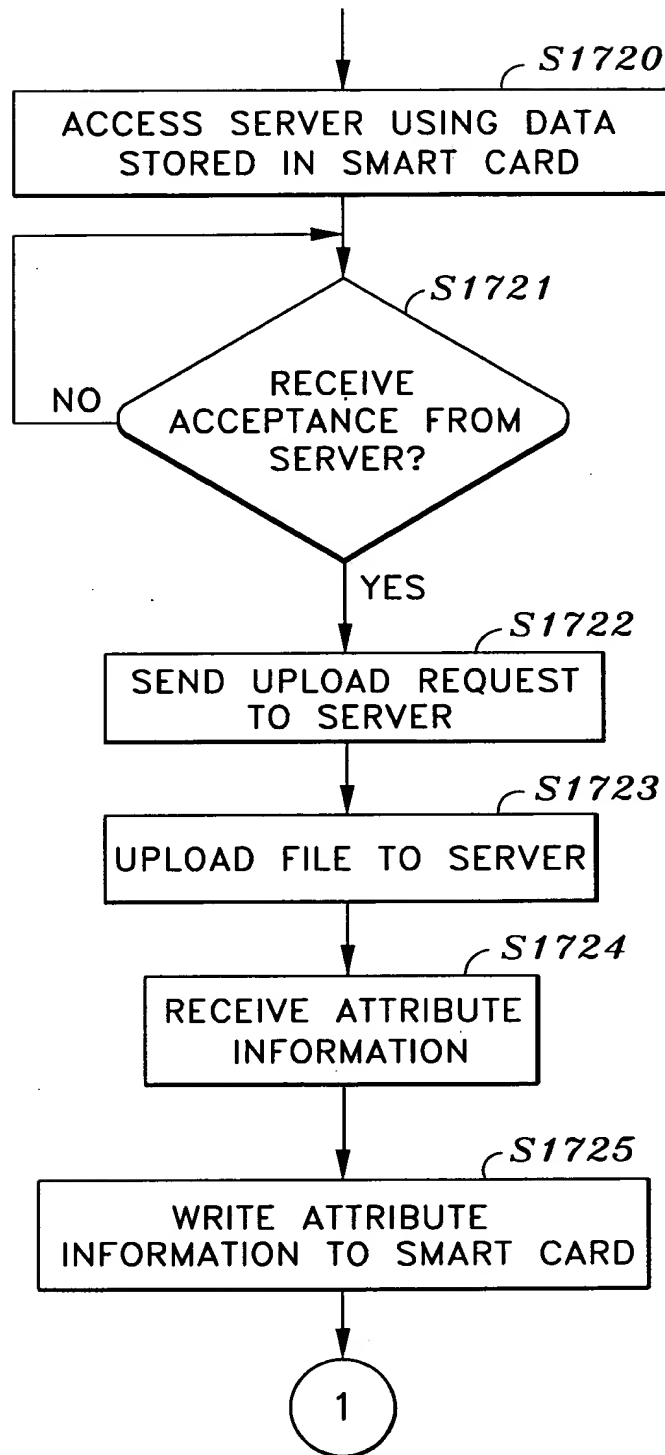 S1720
ACCESS SERVER USING DATA
STORED IN SMART CARD
S1721
RECEIVE
ACCEPTANCE FROM
SERVER?
NO
YES
S1722
SEND UPLOAD REQUEST
TO SERVER
S1723
UPLOAD FILE TO SERVER
S1724
RECEIVE ATTRIBUTE
INFORMATION
S1725
WRITE ATTRIBUTE
INFORMATION TO SMART CARD
1